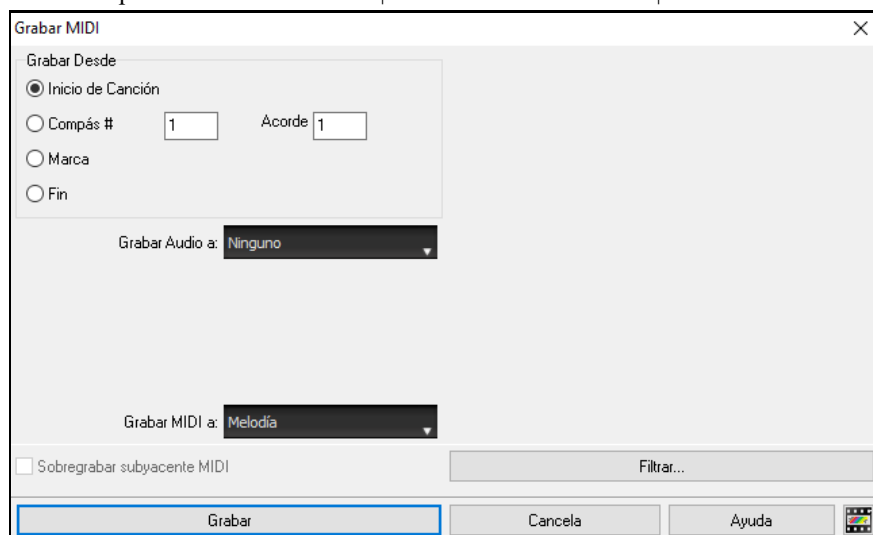 Grabar MIDI
Grabar Desde
Inicio de Canción
Compás # 1 Acorde 1
Marca
Fin
Grabar Audio a: Ninguno
Grabar MIDI a: Melodía
Sobregrabar subyacente MIDI
Filtrar...
Grabar Cancela Ayuda